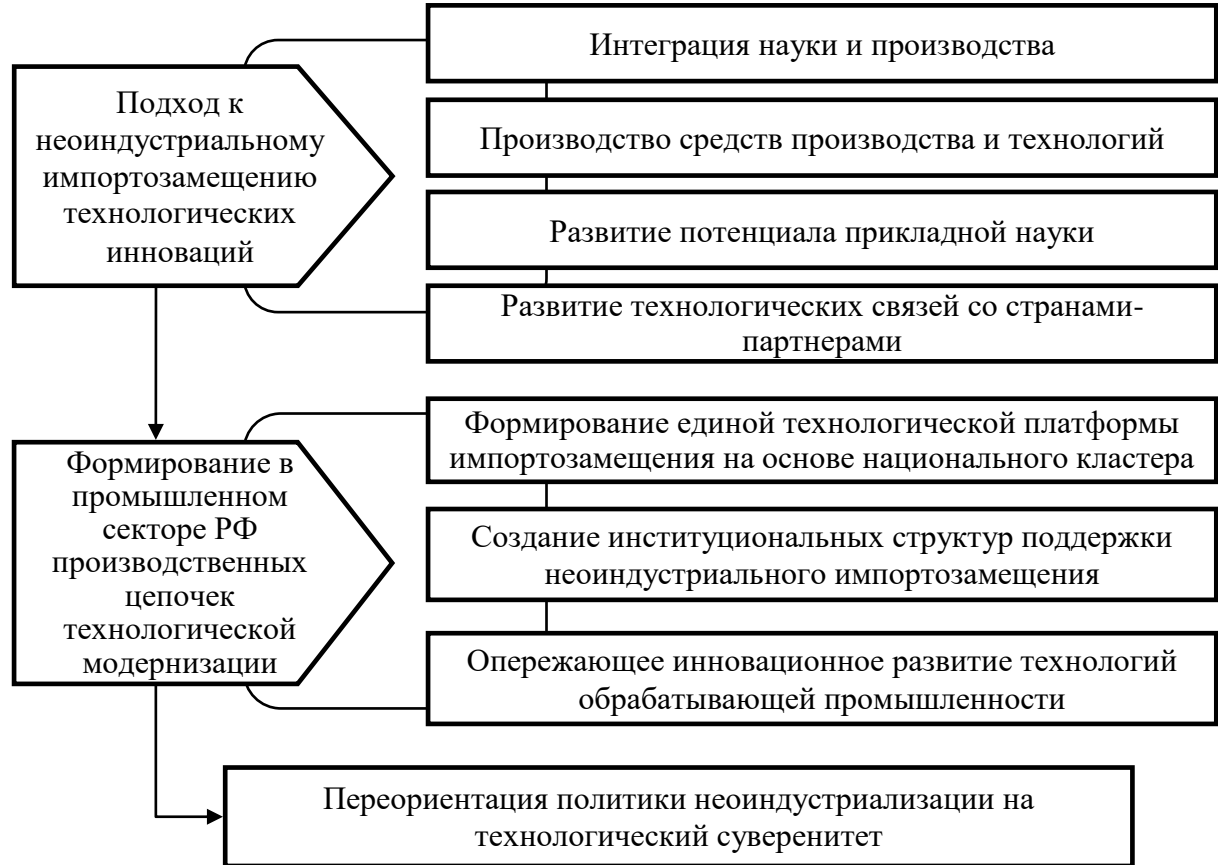 Подход к
неоиндустриальному
импортозамещению
технологических
инноваций
Интеграция науки и производства
Производство средств производства и технологий
Развитие потенциала прикладной науки
Развитие технологических связей со странами-
партнерами
Формирование в
промышленном
секторе РФ
производственных
цепочек
технологической
модернизации
Формирование единой технологической платформы
импортозамещения на основе национального кластера
Создание институциональных структур поддержки
неоиндустриального импортозамещения
Опережающее инновационное развитие технологий
обрабатывающей промышленности
Переориентация политики неоиндустриализации на
технологический суверенитет